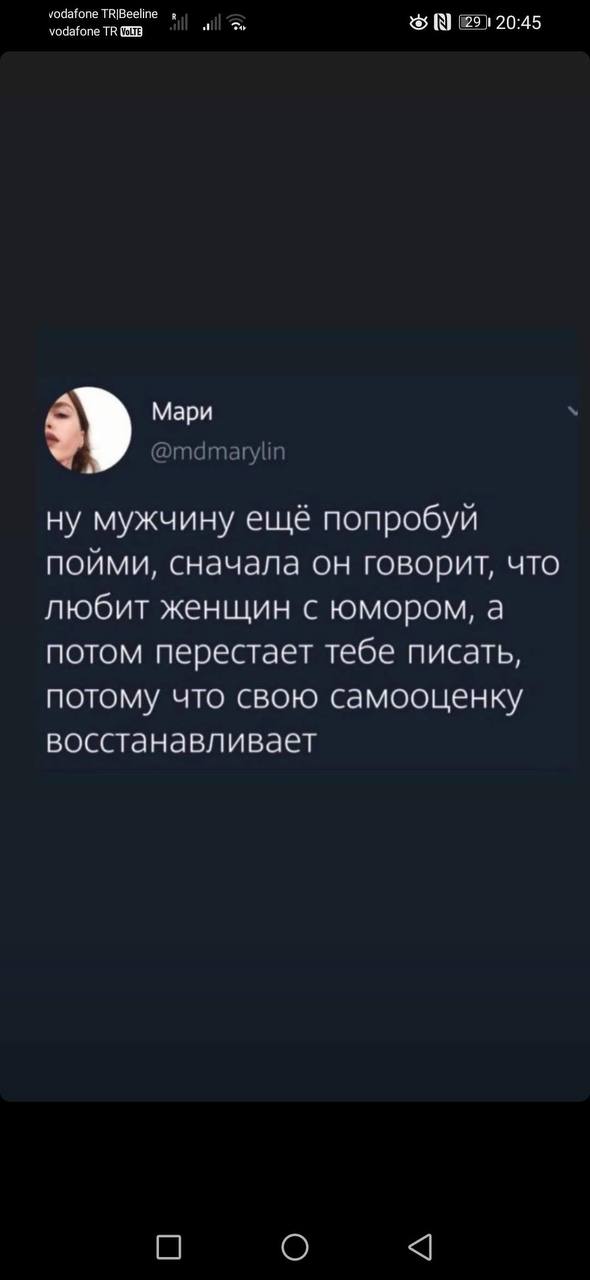 vodafone TR|Beeline
vodafone TR VoLTE
R
29 20:45
Мари
@mdmarylin
ну мужчину ещё попробуй
пойми, сначала он говорит, что
любит женщин с юмором, а
потом перестает тебе писать,
потому что свою самооценку
восстанавливает